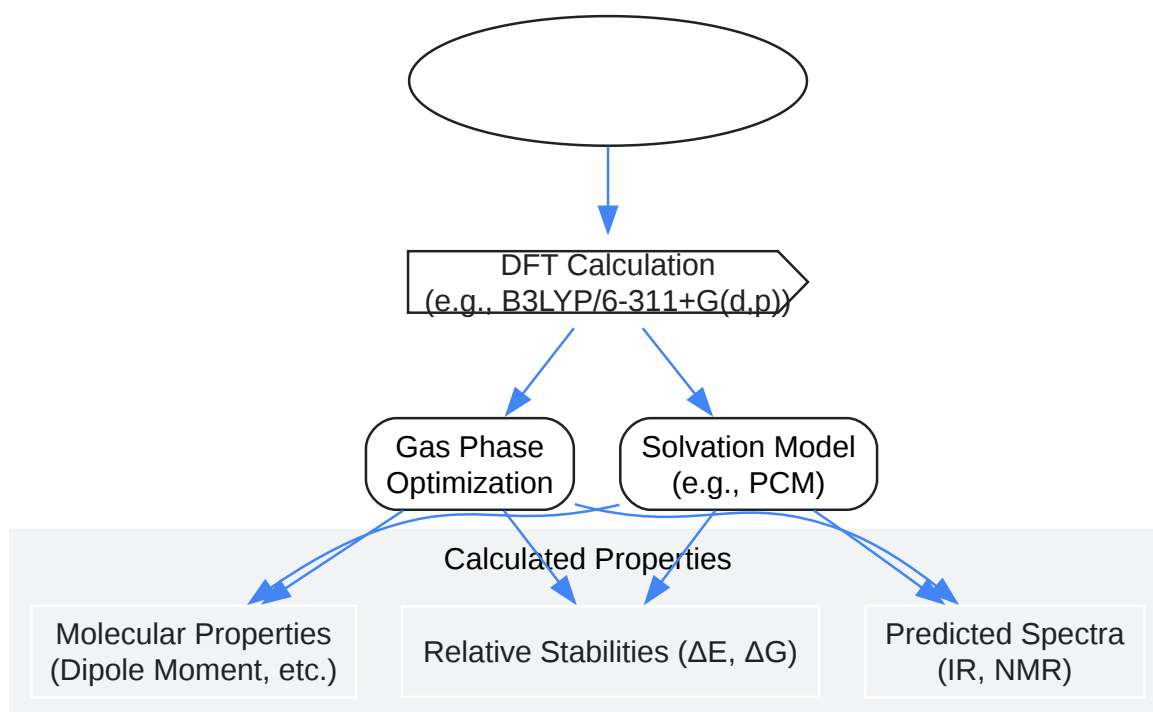 DFT Calculation
(e.g., B3LYP/6-311+G(d,p))
Gas Phase
Optimization
Solvation Model
(e.g., PCM)
Calculated Properties
Molecular Properties
(Dipole Moment, etc.)
Relative Stabilities (ΔE, ΔG)
Predicted Spectra
(IR, NMR)